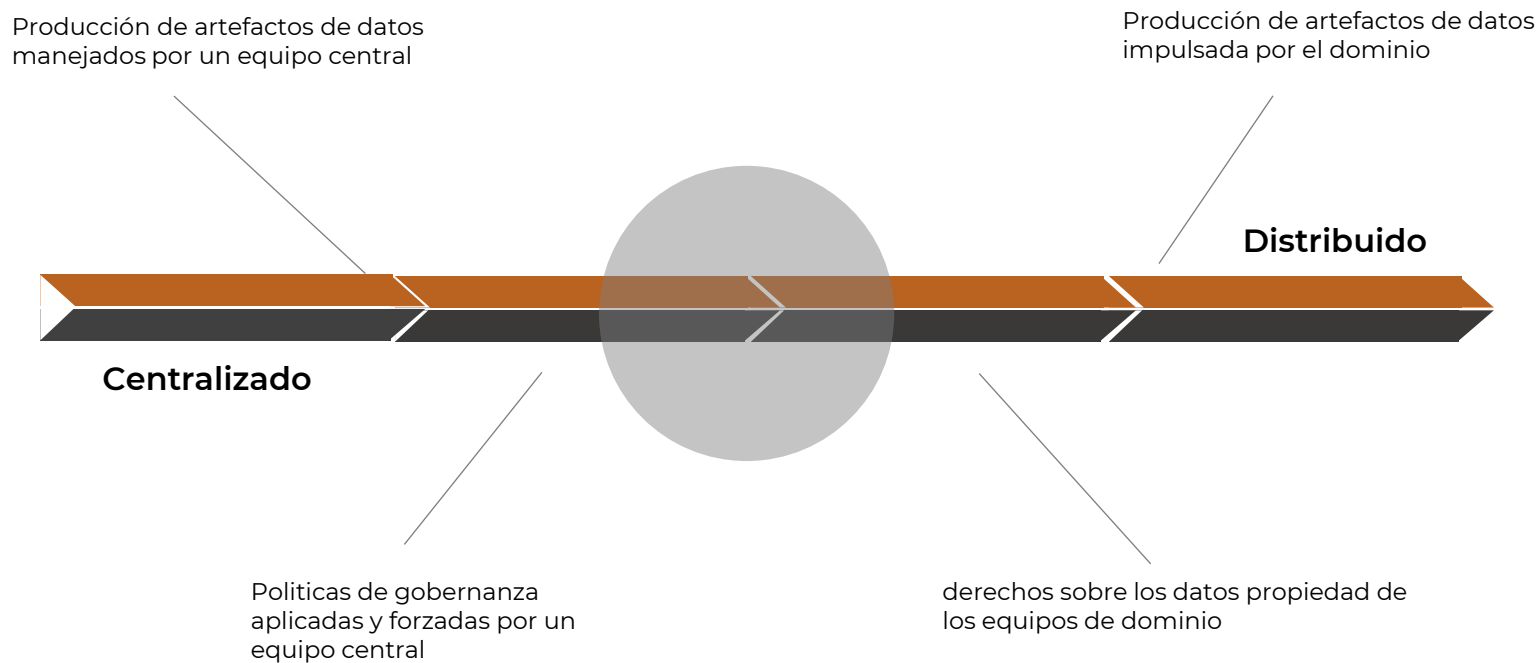 Producción de artefactos de datos
manejados por un equipo central
Producción de artefactos de datos
impulsada por el dominio
Distribuido
Centralizado
Politicas de gobernanza
aplicadas y forzadas por un
equipo central
derechos sobre los datos propiedad de
los equipos de dominio